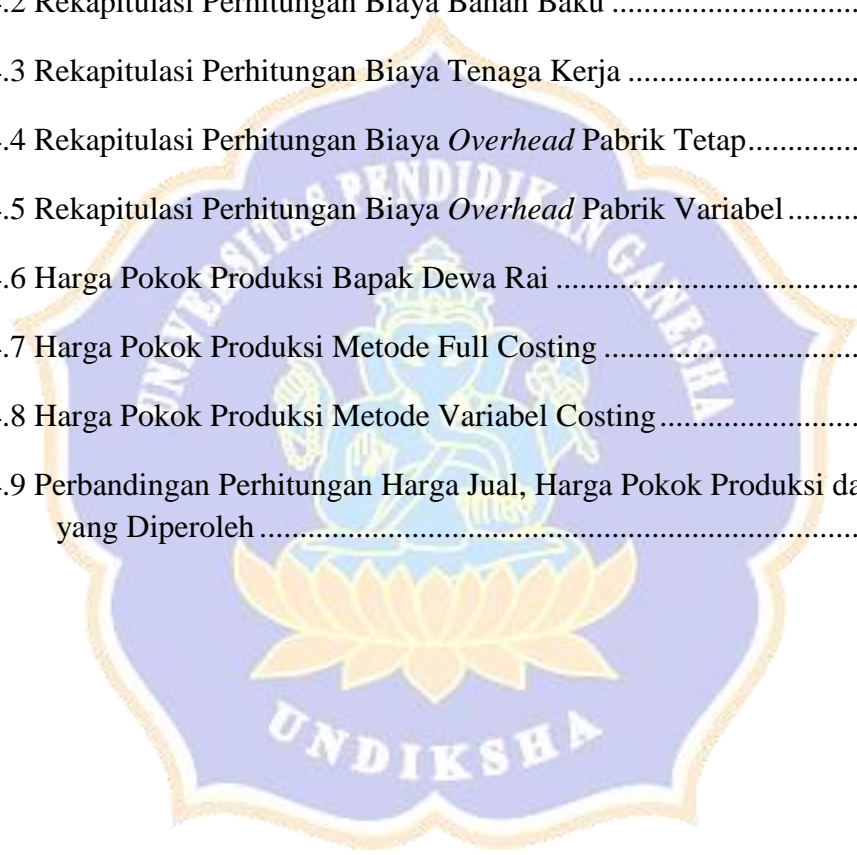 .2 Rekapitulasi Perhitungan Biaya Bahan Baku ................................
.3 Rekapitulasi Perhitungan Biaya Tenaga Kerja ..............................
.4 Rekapitulasi Perhitungan Biaya Overhead Pabrik Tetap..............
.5 Rekapitulasi Perhitungan Biaya Overhead Pabrik Variabel .........
.6 Harga Pokok Produksi Bapak Dewa Rai ......................................
.7 Harga Pokok Produksi Metode Full Costing ................................
.8 Harga Pokok Produksi Metode Variabel Costing.........................
.9 Perbandingan Perhitungan Harga Jual, Harga Pokok Produksi
yang Diperoleh ...........................................................................
UNIVERSITAS PENDIDIKAN GANESHA
UNDIKSHA